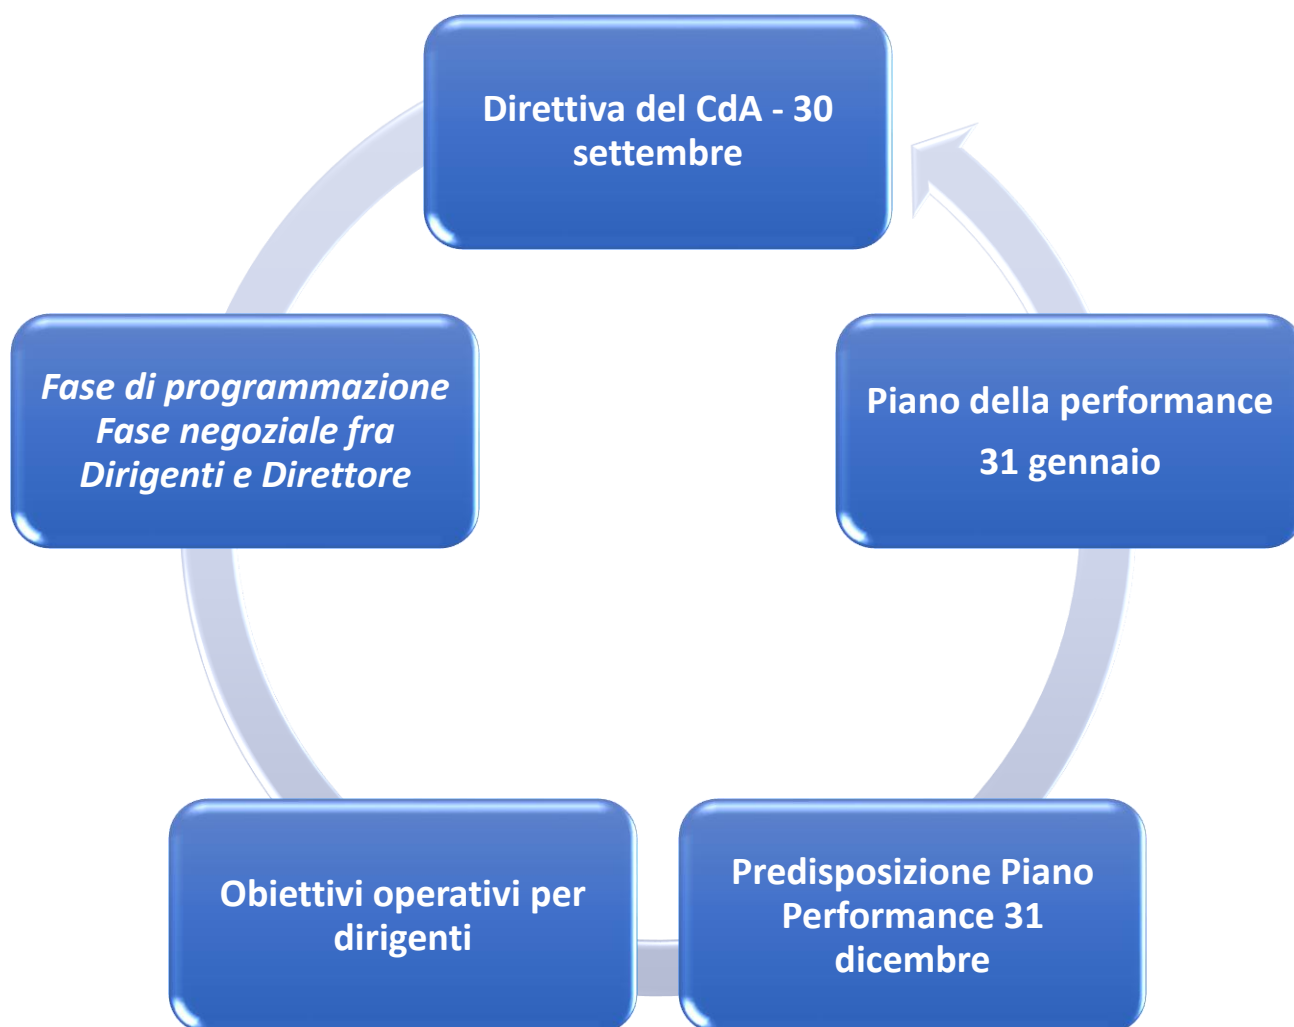 Direttiva del CdA - 30
settembre
Fase di programmazione
Fase negoziale fra
Dirigenti e Direttore
Piano della performance
31 gennaio
Obiettivi operativi per
dirigenti
Predisposizione Piano
Performance 31
dicembre